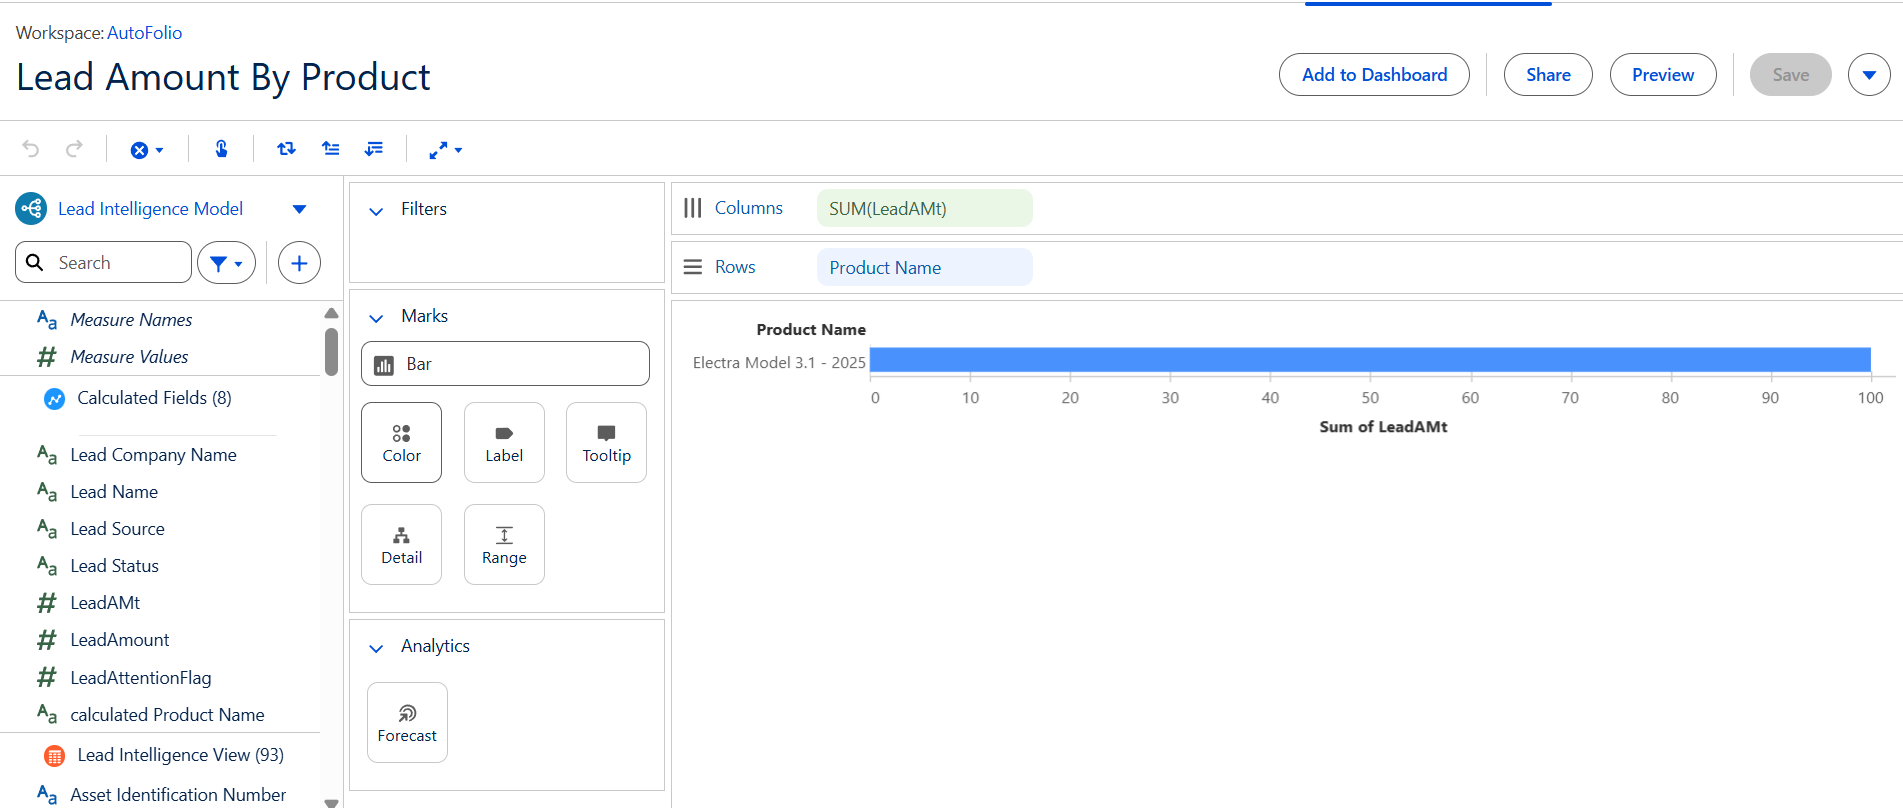 Workspace: AutoFolio
Lead Amount By Product
Add to Dashboard
Share
Preview
Save
Lead Intelligence Model
Search
Measure Names
Measure Values
Calculated Fields (8)
Lead Company Name
Lead Name
Lead Source
Lead Status
LeadAMt
LeadAmount
LeadAttentionFlag
calculated Product Name
Lead Intelligence View (93)
Asset Identification Number
Filters
Marks
Bar
Color
Label
Tooltip
Detail
Range
Analytics
Forecast
Columns
SUM(LeadAMt)
Rows
Product Name
Product Name
Electra Model 3.1 - 2025
0 10 20 30 40 50 60 70 80 90 100
Sum of LeadAMt